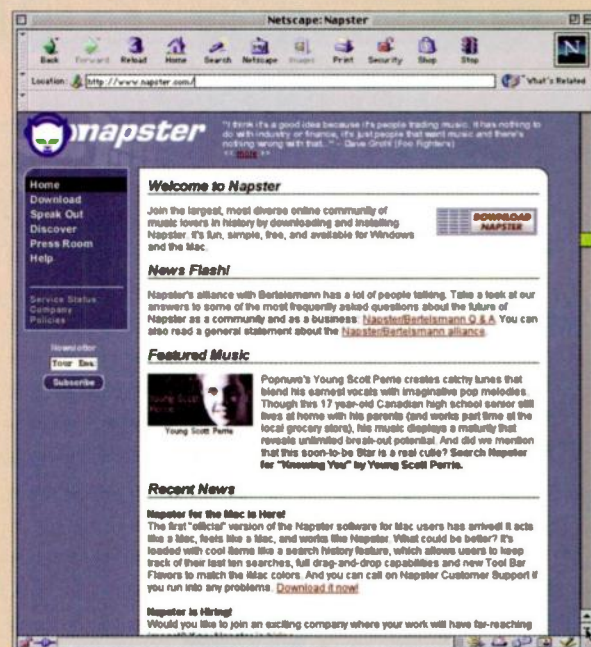 Netscape: Napster
Back Forward Reload Home Search Netscape Images Print Security Shop Stop
N
Location: http://www.napster.com/
What's Related
napster
"I think it's a good idea because it's people trading music. It has nothing to
do with industry or finance, it's just people that want music and there's
nothing wrong with that..." - Dave Grohl (Foo Fighters)
<< more >>
Home
Download
Speak Out
Discover
Press Room
Help
Service Status
Company
Policies
Newsletter
Your Ema
Subscribe
Welcome to Napster
Join the largest, most diverse online community of
music lovers in history by downloading and installing
Napster. It's fun, simple, free, and available for Windows
and the Mac.
DOWNLOAD
NAPSTER
News Flash!
Napster's alliance with Bertelsmann has a lot of people talking. Take a look at our
answers to some of the most frequently asked questions about the future of
Napster as a community and as a business: Napster/Bertelsmann Q & A. You can
also read a general statement about the Napster/Bertelsmann alliance.
Featured Music
Young Scott Perrie
Popnuvo's Young Scott Perrie creates catchy tunes that
blend his earnest vocals with imaginative pop melodies.
Though this 17 year-old Canadian high school senior still
lives at home with his parents (and works part time at the
local grocery store), his music displays a maturity that
reveals unlimited break-out potential. And did we mention
that this soon-to-be Star is a real cutie? Search Napster
for "Knowing You" by Young Scott Perrie.
Recent News
Napster for the Mac is Here!
The first "official" version of the Napster software for Mac users has arrived! It acts
like a Mac, feels like a Mac, and works like Napster. What could be better? It's
loaded with cool items like a search history feature, which allows users to keep
track of their last ten searches, full drag-and-drop capabilities and new Tool Bar
Flavors to match the iMac colors. And you can call on Napster Customer Support if
you run into any problems. Download it now!
Napster is Hiring!
Would you like to join an exciting company where your work will have far-reaching